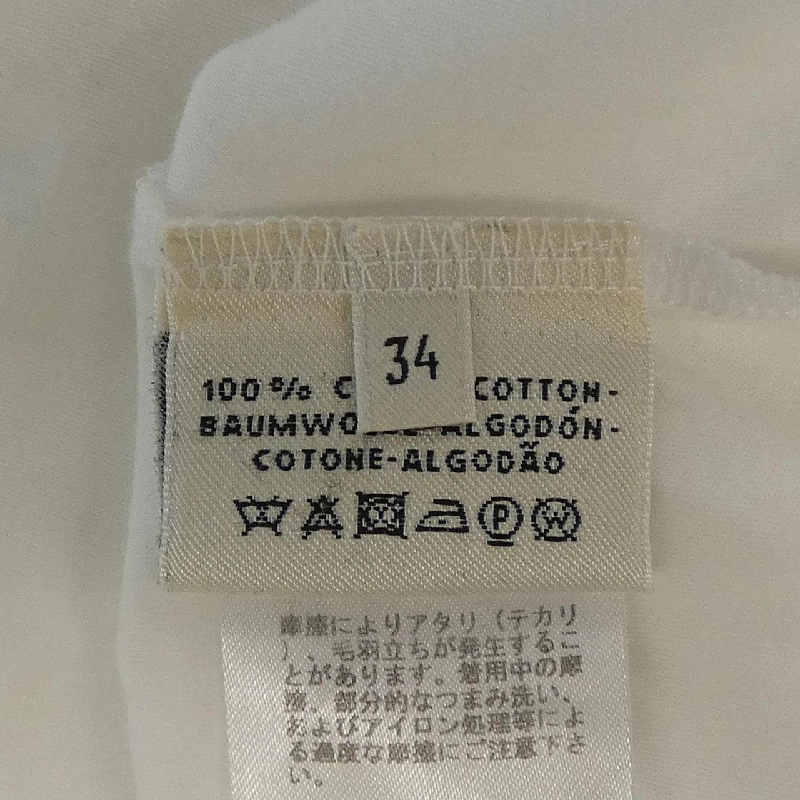 34
100% COTTON-
ALGODÓN-
COTONE-ALGODÃO
P W
摩擦によりアタリ（テカリ
）、毛羽立ちが発生するこ
とがあります。着用中の摩
擦、部分的なつまみ洗い、
およびアイロン処理等によ
る過度な摩擦にご注意下さ
い。